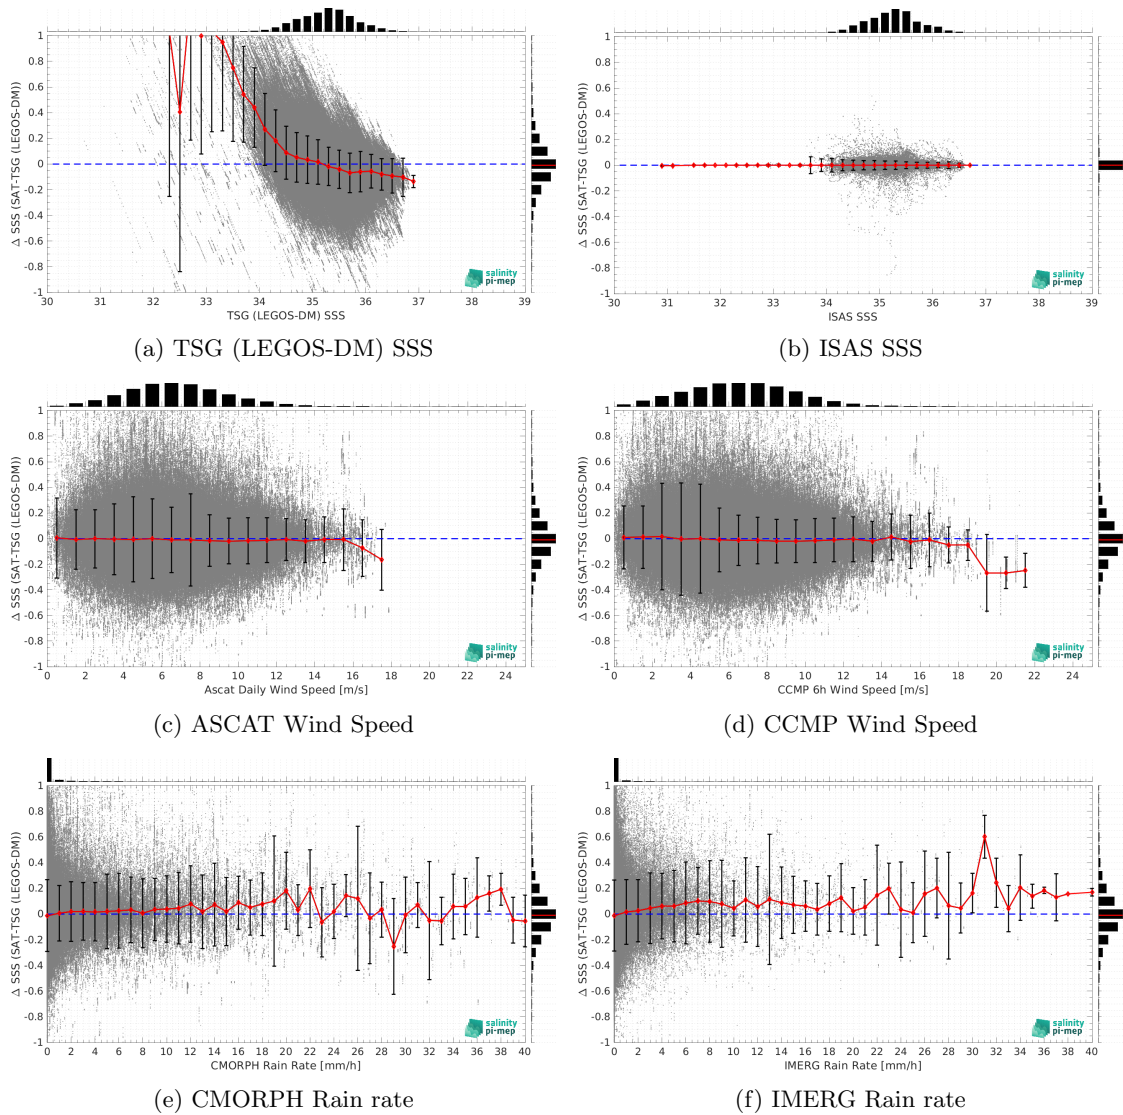 Δ SSS (SAT-TSG (LEGOS-DM))
1
0.8
0.6
0.4
0.2
0
-0.2
-0.4
-0.6
-0.8
-1
30 31 32 33 34 35 36 37 38 39
TSG (LEGOS-DM) SSS
salinity
pi-mep
(a) TSG (LEGOS-DM) SSS
Δ SSS (SAT-TSG (LEGOS-DM))
1
0.8
0.6
0.4
0.2
0
-0.2
-0.4
-0.6
-0.8
-1
30 31 32 33 34 35 36 37 38 39
ISAS SSS
salinity
pi-mep
(b) ISAS SSS
Δ SSS (SAT-TSG (LEGOS-DM))
1
0.8
0.6
0.4
0.2
0
-0.2
-0.4
-0.6
-0.8
-1
0 2 4 6 8 10 12 14 16 18 20 22 24
Ascat Daily Wind Speed [m/s]
salinity
pi-mep
(c) ASCAT Wind Speed
Δ SSS (SAT-TSG (LEGOS-DM))
1
0.8
0.6
0.4
0.2
0
-0.2
-0.4
-0.6
-0.8
-1
0 2 4 6 8 10 12 14 16 18 20 22 24
CCMP 6h Wind Speed [m/s]
salinity
pi-mep
(d) CCMP Wind Speed
Δ SSS (SAT-TSG (LEGOS-DM))
1
0.8
0.6
0.4
0.2
0
-0.2
-0.4
-0.6
-0.8
-1
0 2 4 6 8 10 12 14 16 18 20 22 24 26 28 30 32 34 36 38 40
CMORPH Rain Rate [mm/h]
salinity
pi-mep
(e) CMORPH Rain rate
Δ SSS (SAT-TSG (LEGOS-DM))
1
0.8
0.6
0.4
0.2
0
-0.2
-0.4
-0.6
-0.8
-1
0 2 4 6 8 10 12 14 16 18 20 22 24 26 28 30 32 34 36 38 40
IMERG Rain Rate [mm/h]
salinity
pi-mep
(f) IMERG Rain rate